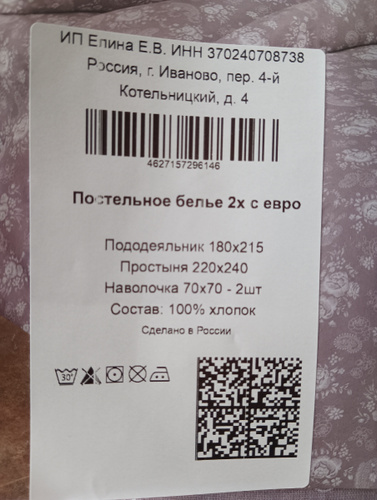 ИП Елина Е.В. ИНН 370240708738
Россия, г. Иваново, пер. 4-й
Котельницкий, д. 4
4627157296146
Постельное белье 2х с евро
Пододеяльник 180х215
Простыня 220х240
Наволочка 70х70 - 2шт
Состав: 100% хлопок
Сделано в России
30°